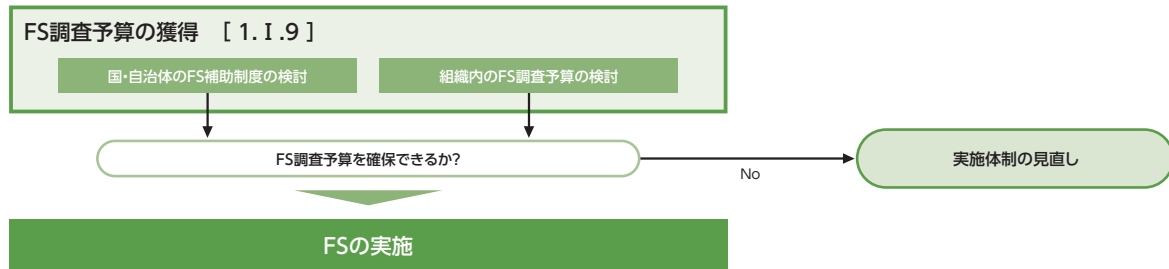 FS調査予算の獲得 [ 1. I .9 ]
国・自治体のFS補助制度の検討
組織内のFS調査予算の検討
FS調査予算を確保できるか?
No
実施体制の見直し
FSの実施